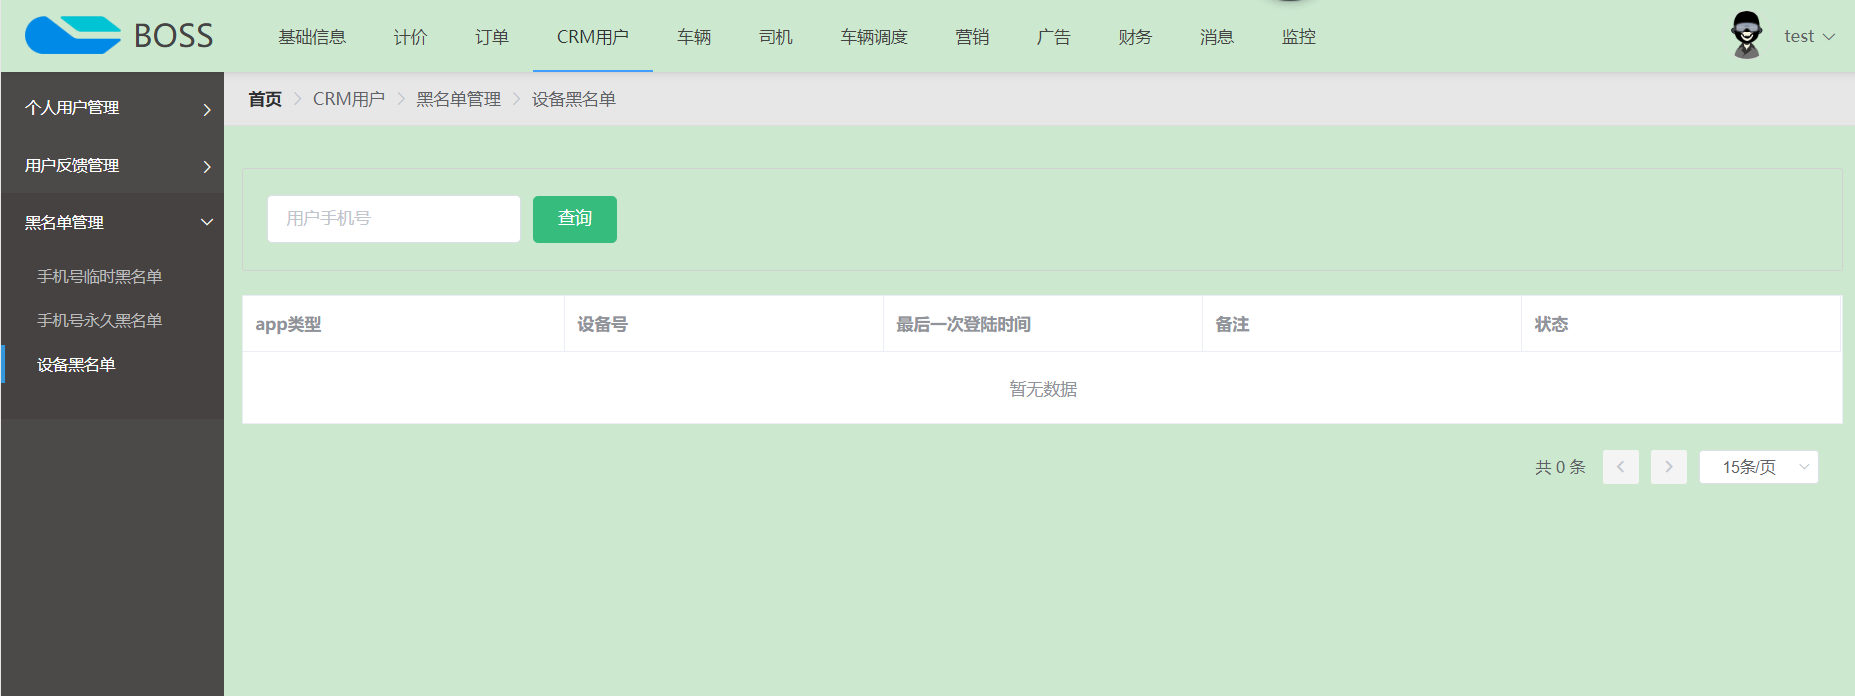 BOSS
基础信息 计价 订单 CRM用户 车辆 司机 车辆调度 营销 广告 财务 消息 监控
test
个人用户管理
用户反馈管理
黑名单管理
手机号临时黑名单
手机号永久黑名单
设备黑名单
首页 > CRM用户 > 黑名单管理 > 设备黑名单
用户手机号
查询
app类型 设备号 最后一次登陆时间 备注 状态
暂无数据
共 0 条
15条/页